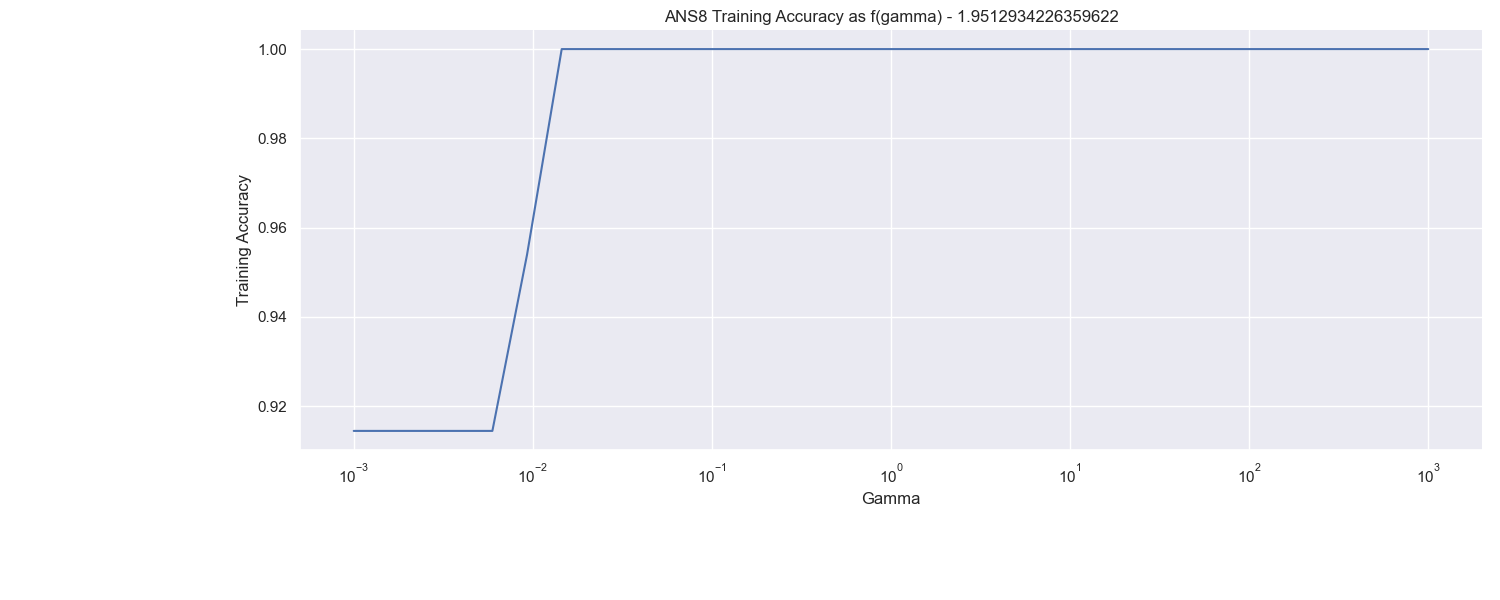 ANS8 Training Accuracy as f(gamma) - 1.9512934226359622
1.00
0.98
0.96
0.94
0.92
Training Accuracy
10⁻³ 10⁻² 10⁻¹ 10⁰ 10¹ 10² 10³
Gamma